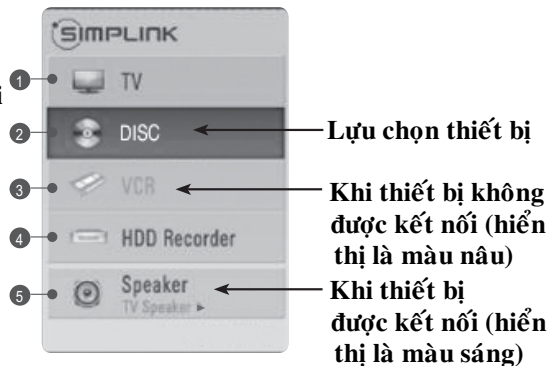 SIMPLINK
i
1 TV
2 DISC
Lựu chọn thiết bị
3 VCR
Khi thiết bị không
được kết nối (hiển
thị là màu nâu)
4 HDD Recorder
5 Speaker
TV Speaker ►
Khi thiết bị
được kết nối (hiển
thị là màu sáng)